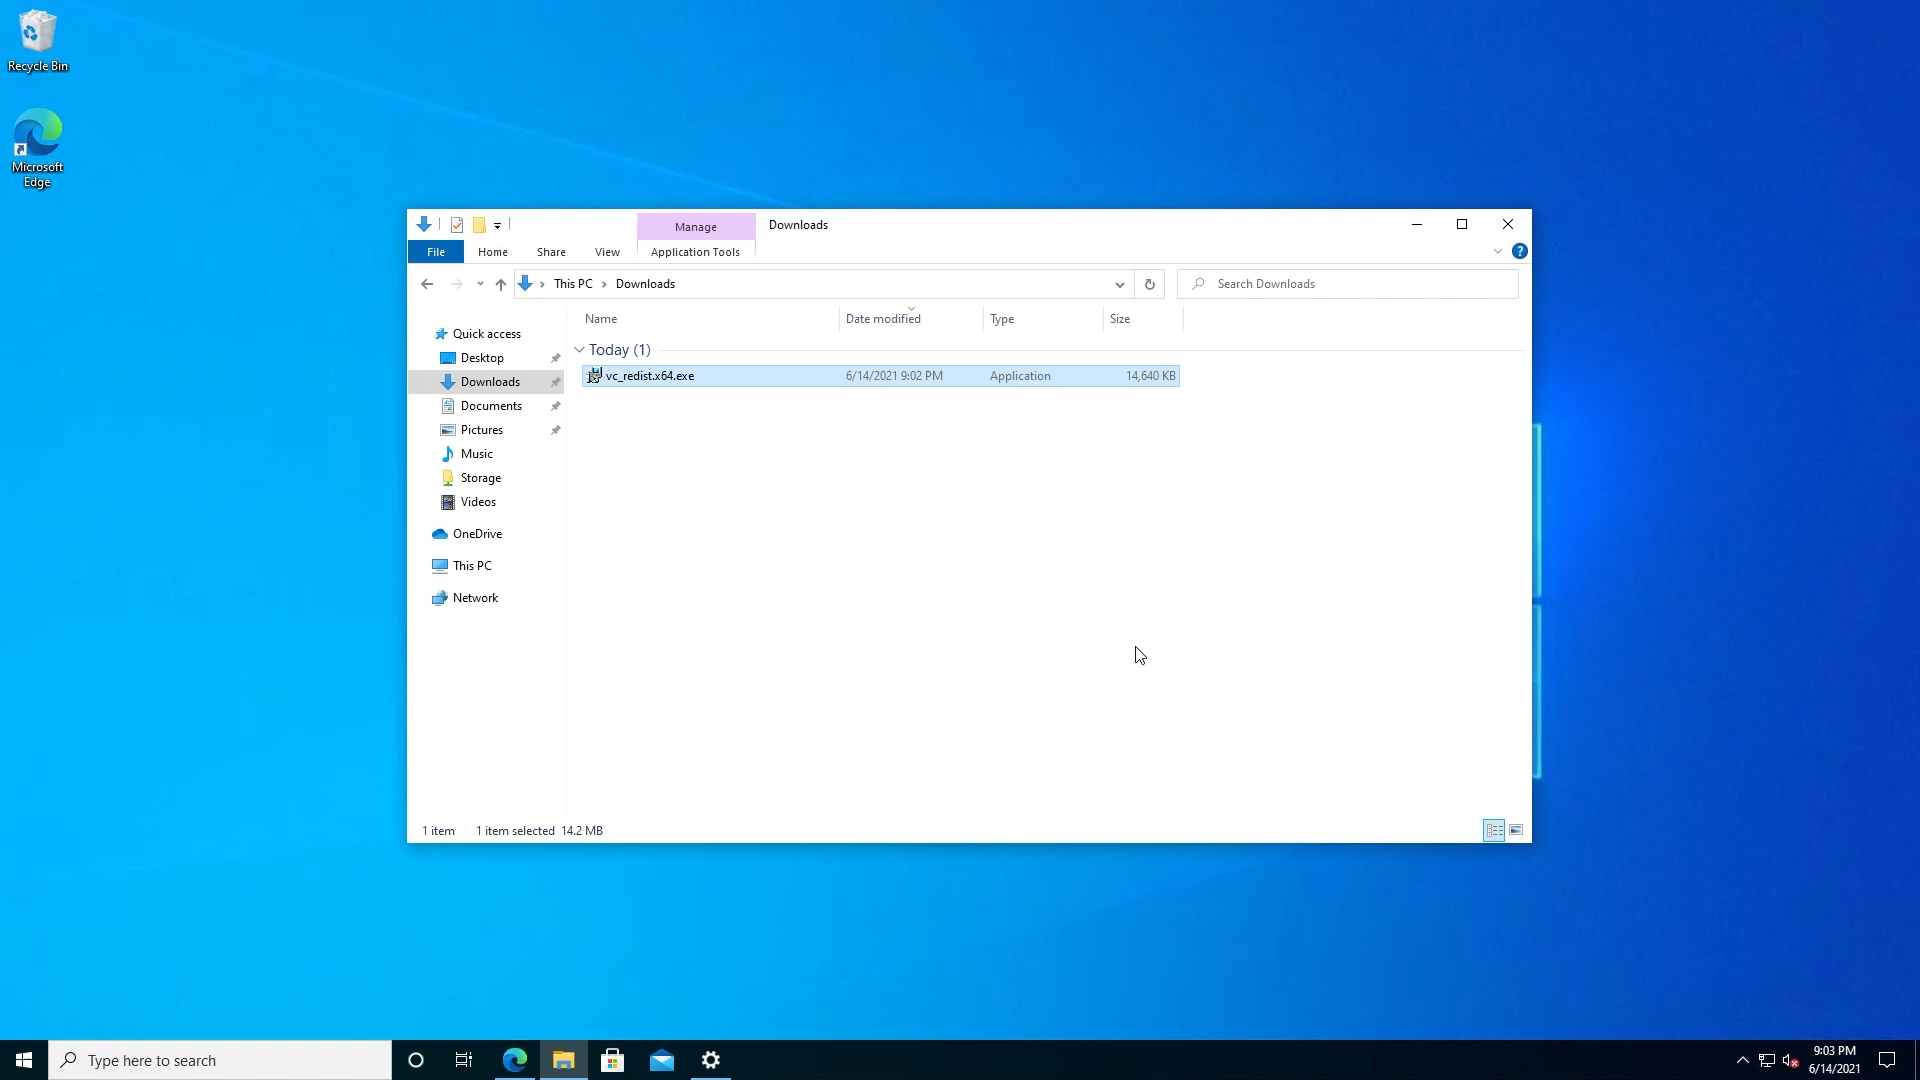 Recycle Bin
Microsoft
Edge
Manage
Downloads
File
Home
Share
View
Application Tools
?
This PC
Downloads
Search Downloads
Name
Date modified
Type
Size
Quick access
Desktop
Downloads
Documents
Pictures
Music
Storage
Videos
OneDrive
This PC
Network
Today (1)
vc_redist.x64.exe
6/14/2021 9:02 PM
Application
14,640 KB
1 item
1 item selected 14.2 MB
Type here to search
9:03 PM
6/14/2021